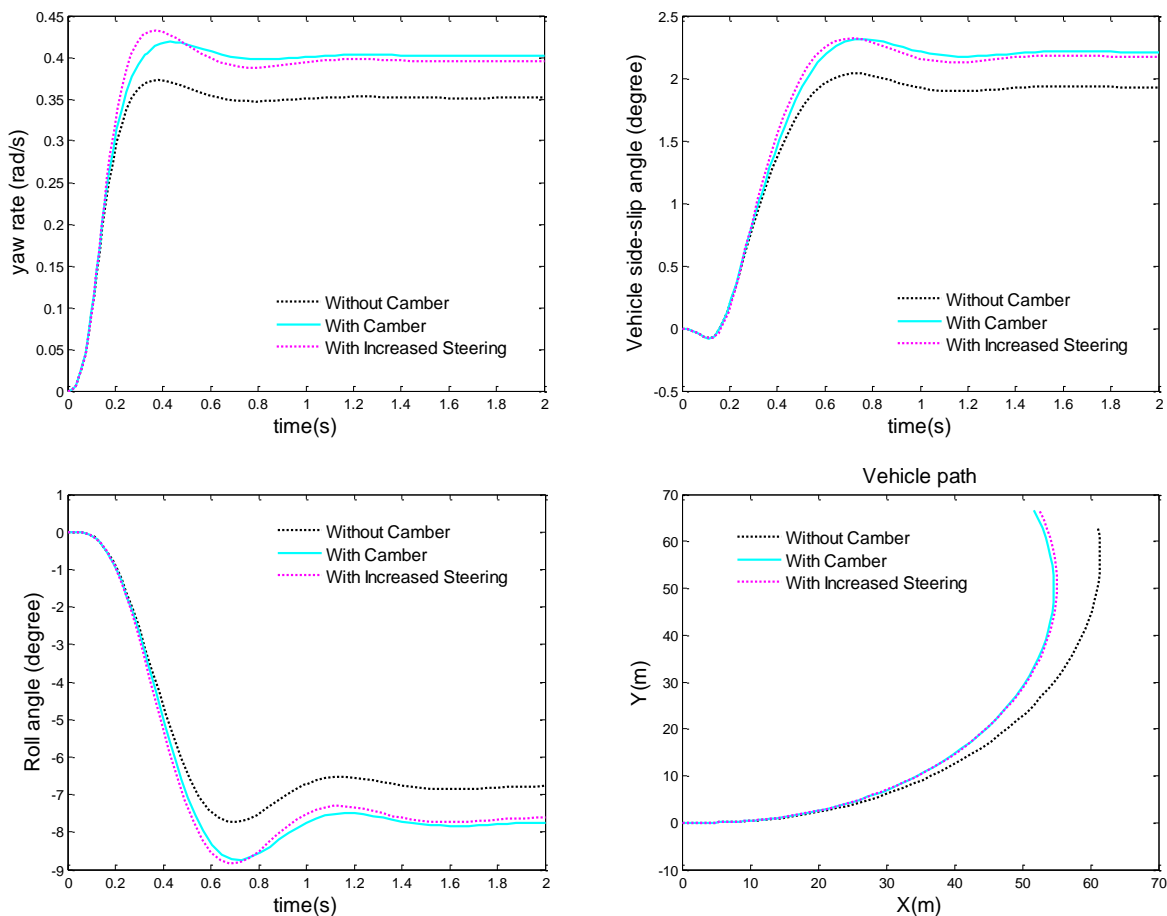 0.45
0.4
0.35
0.3
0.25
0.2
0.15
0.1
0.05
0
yaw rate (rad/s)
Without Camber
With Camber
With Increased Steering
0 0.2 0.4 0.6 0.8 1 1.2 1.4 1.6 1.8 2
time(s)
2.5
2
1.5
1
0.5
0
-0.5
Vehicle side-slip angle (degree)
Without Camber
With Camber
With Increased Steering
0 0.2 0.4 0.6 0.8 1 1.2 1.4 1.6 1.8 2
time(s)
1
0
-1
-2
-3
-4
-5
-6
-7
-8
-9
Roll angle (degree)
Without Camber
With Camber
With Increased Steering
0 0.2 0.4 0.6 0.8 1 1.2 1.4 1.6 1.8 2
time(s)
Vehicle path
70
60
50
40
30
20
10
0
-10
Y(m)
Without Camber
With Camber
With Increased Steering
0 10 20 30 40 50 60 70
X(m)